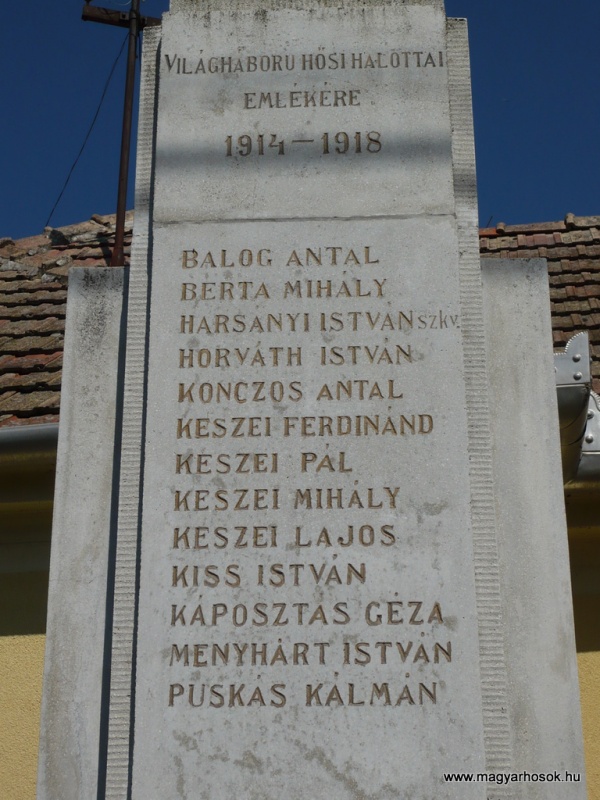 VILÁGHABORU HŐSI HALOTTAI
EMLÉKÉRE
1914–1918
BALOG ANTAL
BERTA MIHÁLY
HARSÁNYI ISTVÁN szkv.
HORVÁTH ISTVÁN
KONCZOS ANTAL
KESZEI FERDINÁND
KESZEI PÁL
KESZEI MIHÁLY
KESZEI LAJOS
KISS ISTVÁN
KÁPOSZTÁS GÉZA
MENYHÁRT ISTVÁN
PUSKÁS KÁLMÁN
www.magyarhosok.hu